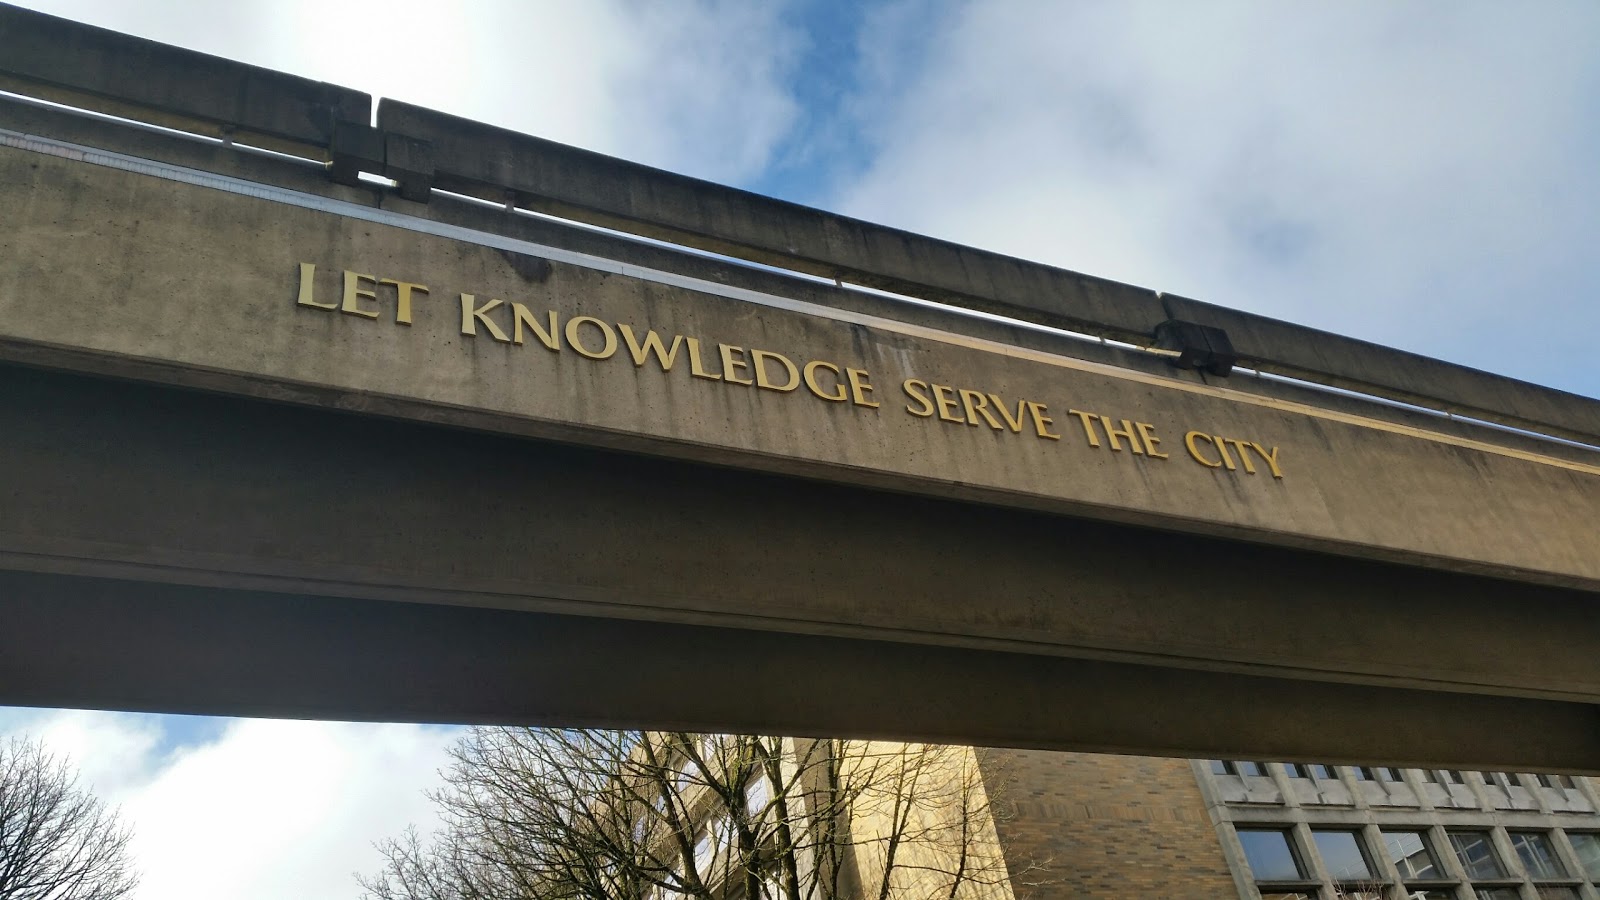 LET KNOWLEDGE SERVE THE CITY